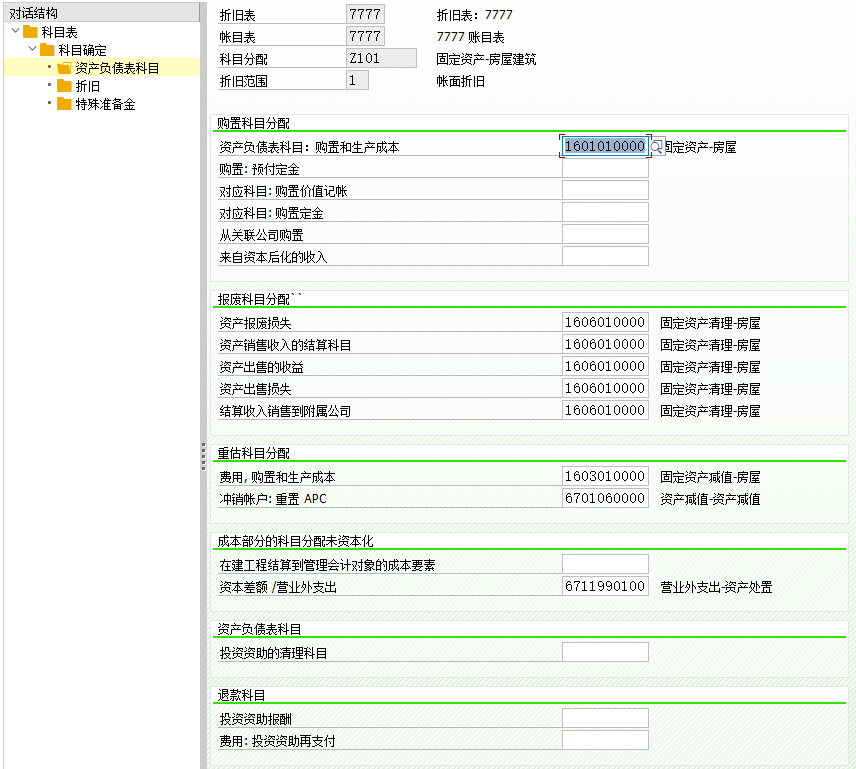 对话结构
科目表
科目确定
资产负债表科目
折旧
特殊准备金
折旧表 7777 折旧表: 7777
帐目表 7777 7777 账目表
科目分配 Z101 固定资产-房屋建筑
折旧范围 1 帐面折旧
购置科目分配
资产负债表科目: 购置和生产成本 1601010000 固定资产-房屋
购置: 预付定金
对应科目: 购置价值记帐
对应科目: 购置定金
从关联公司购置
来自资本后化的收入
报废科目分配``
资产报废损失 1606010000 固定资产清理-房屋
资产销售收入的结算科目 1606010000 固定资产清理-房屋
资产出售的收益 1606010000 固定资产清理-房屋
资产出售损失 1606010000 固定资产清理-房屋
结算收入销售到附属公司 1606010000 固定资产清理-房屋
重估科目分配
费用, 购置和生产成本 1603010000 固定资产减值-房屋
冲销帐户: 重置 APC 6701060000 资产减值-资产减值
成本部分的科目分配未资本化
在建工程结算到管理会计对象的成本要素
资本差额 /营业外支出 6711990100 营业外支出-资产处置
资产负债表科目
投资资助的清理科目
退款科目
投资资助报酬
费用: 投资资助再支付